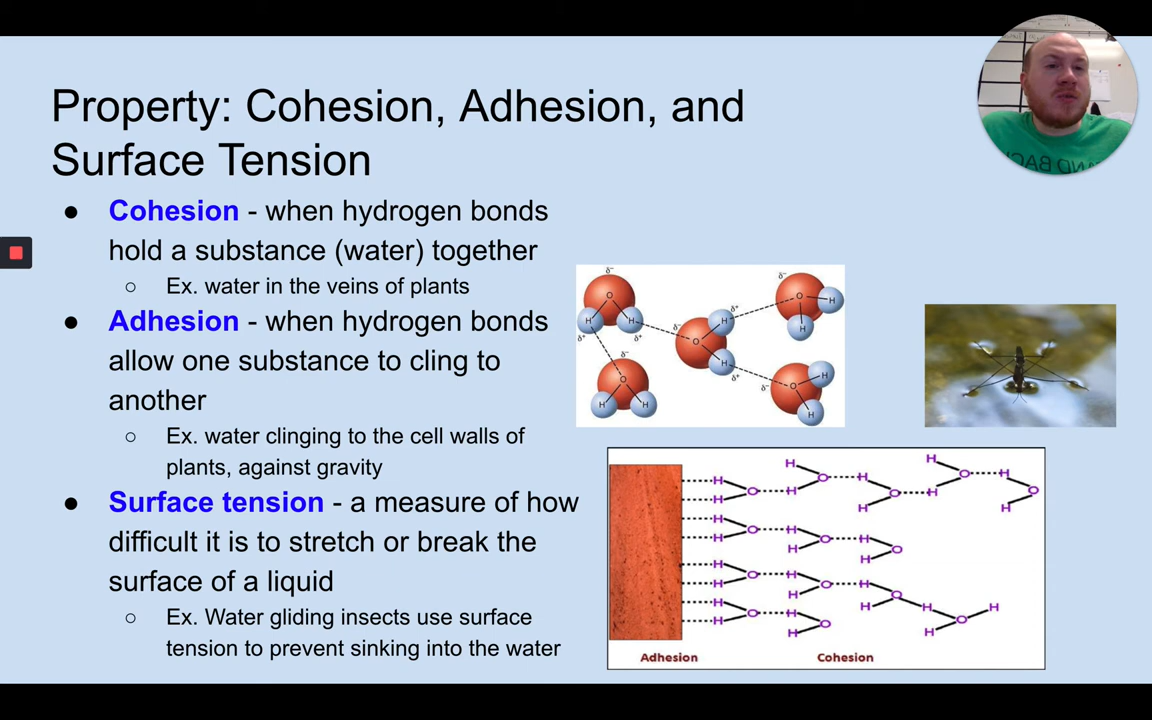 Property: Cohesion, Adhesion, and
Surface Tension
● Cohesion - when hydrogen bonds
hold a substance (water) together
○ Ex. water in the veins of plants
● Adhesion - when hydrogen bonds
allow one substance to cling to
another
○ Ex. water clinging to the cell walls of
plants, against gravity
● Surface tension - a measure of how
difficult it is to stretch or break the
surface of a liquid
○ Ex. Water gliding insects use surface
tension to prevent sinking into the water
Adhesion
Cohesion